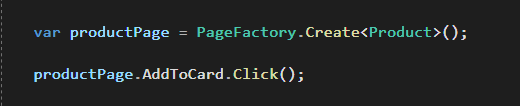 var productPage = PageFactory.Create<Product>();
productPage.AddToCard.Click();